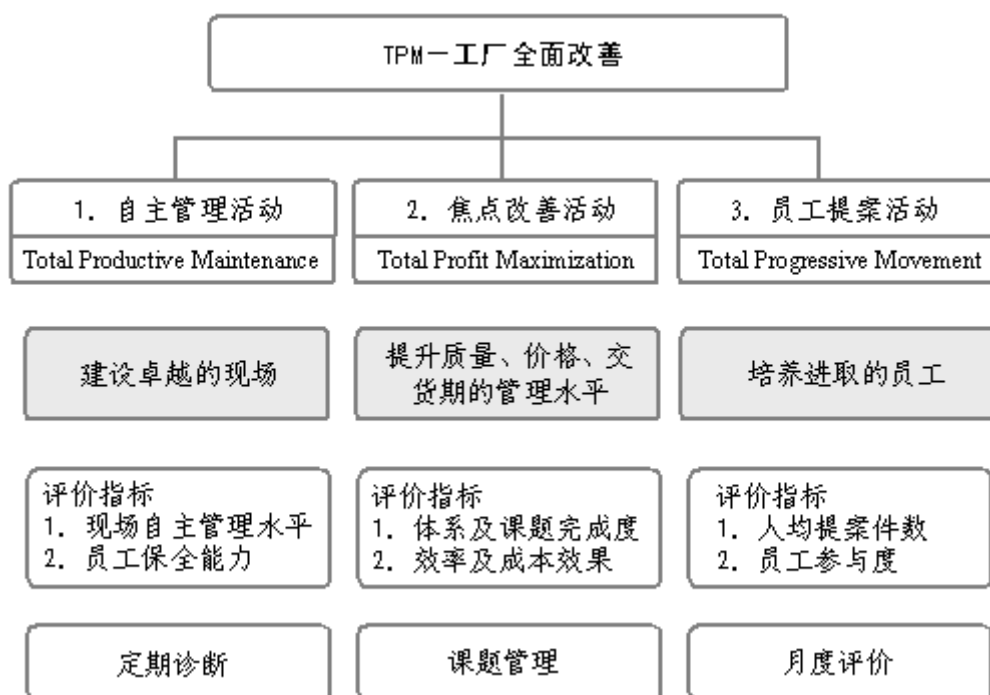 TPM—工厂全面改善
1. 自主管理活动
Total Productive Maintenance
2. 焦点改善活动
Total Profit Maximization
3. 员工提案活动
Total Progressive Movement
建设卓越的现场
提升质量、价格、交
货期的管理水平
培养进取的员工
评价指标
1. 现场自主管理水平
2. 员工保全能力
评价指标
1. 体系及课题完成度
2. 效率及成本效果
评价指标
1. 人均提案件数
2. 员工参与度
定期诊断
课题管理
月度评价